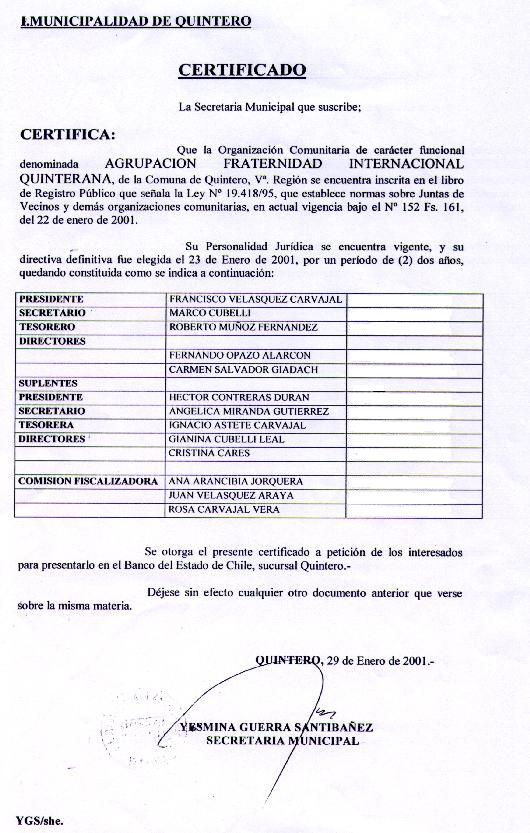 I.MUNICIPALIDAD DE QUINTERO
CERTIFICADO
La Secretaria Municipal que suscribe;
CERTIFICA:
Que la Organización Comunitaria de carácter funcional
denominada AGRUPACION FRATERNIDAD INTERNACIONAL
QUINTERANA, de la Comuna de Quintero, Vª. Región se encuentra inscrita en el libro
de Registro Público que señala la Ley Nº 19.418/95, que establece normas sobre Juntas de
Vecinos y demás organizaciones comunitarias, en actual vigencia bajo el Nº 152 Fs. 161,
del 22 de enero de 2001.
Su Personalidad Jurídica se encuentra vigente, y su
directiva definitiva fue elegida el 23 de Enero de 2001, por un período de (2) dos años,
quedando constituida como se indica a continuación:
PRESIDENTE FRANCISCO VELASQUEZ CARVAJAL
SECRETARIO MARCO CUBELLI
TESORERO ROBERTO MUÑOZ FERNANDEZ
DIRECTORES
FERNANDO OPAZO ALARCON
CARMEN SALVADOR GIADACH
SUPLENTES
PRESIDENTE HECTOR CONTRERAS DURAN
SECRETARIO ANGELICA MIRANDA GUTIERREZ
TESORERA IGNACIO ASTETE CARVAJAL
DIRECTORES GIANINA CUBELLI LEAL
CRISTINA CARES
COMISION FISCALIZADORA ANA ARANCIBIA JORQUERA
JUAN VELASQUEZ ARAYA
ROSA CARVAJAL VERA
Se otorga el presente certificado a petición de los interesados
para presentarlo en el Banco del Estado de Chile, sucursal Quintero.-
Déjese sin efecto cualquier otro documento anterior que verse
sobre la misma materia.
QUINTERO, 29 de Enero de 2001.-
YESMINA GUERRA SANTIBAÑEZ
SECRETARIA MUNICIPAL
YGS/she.